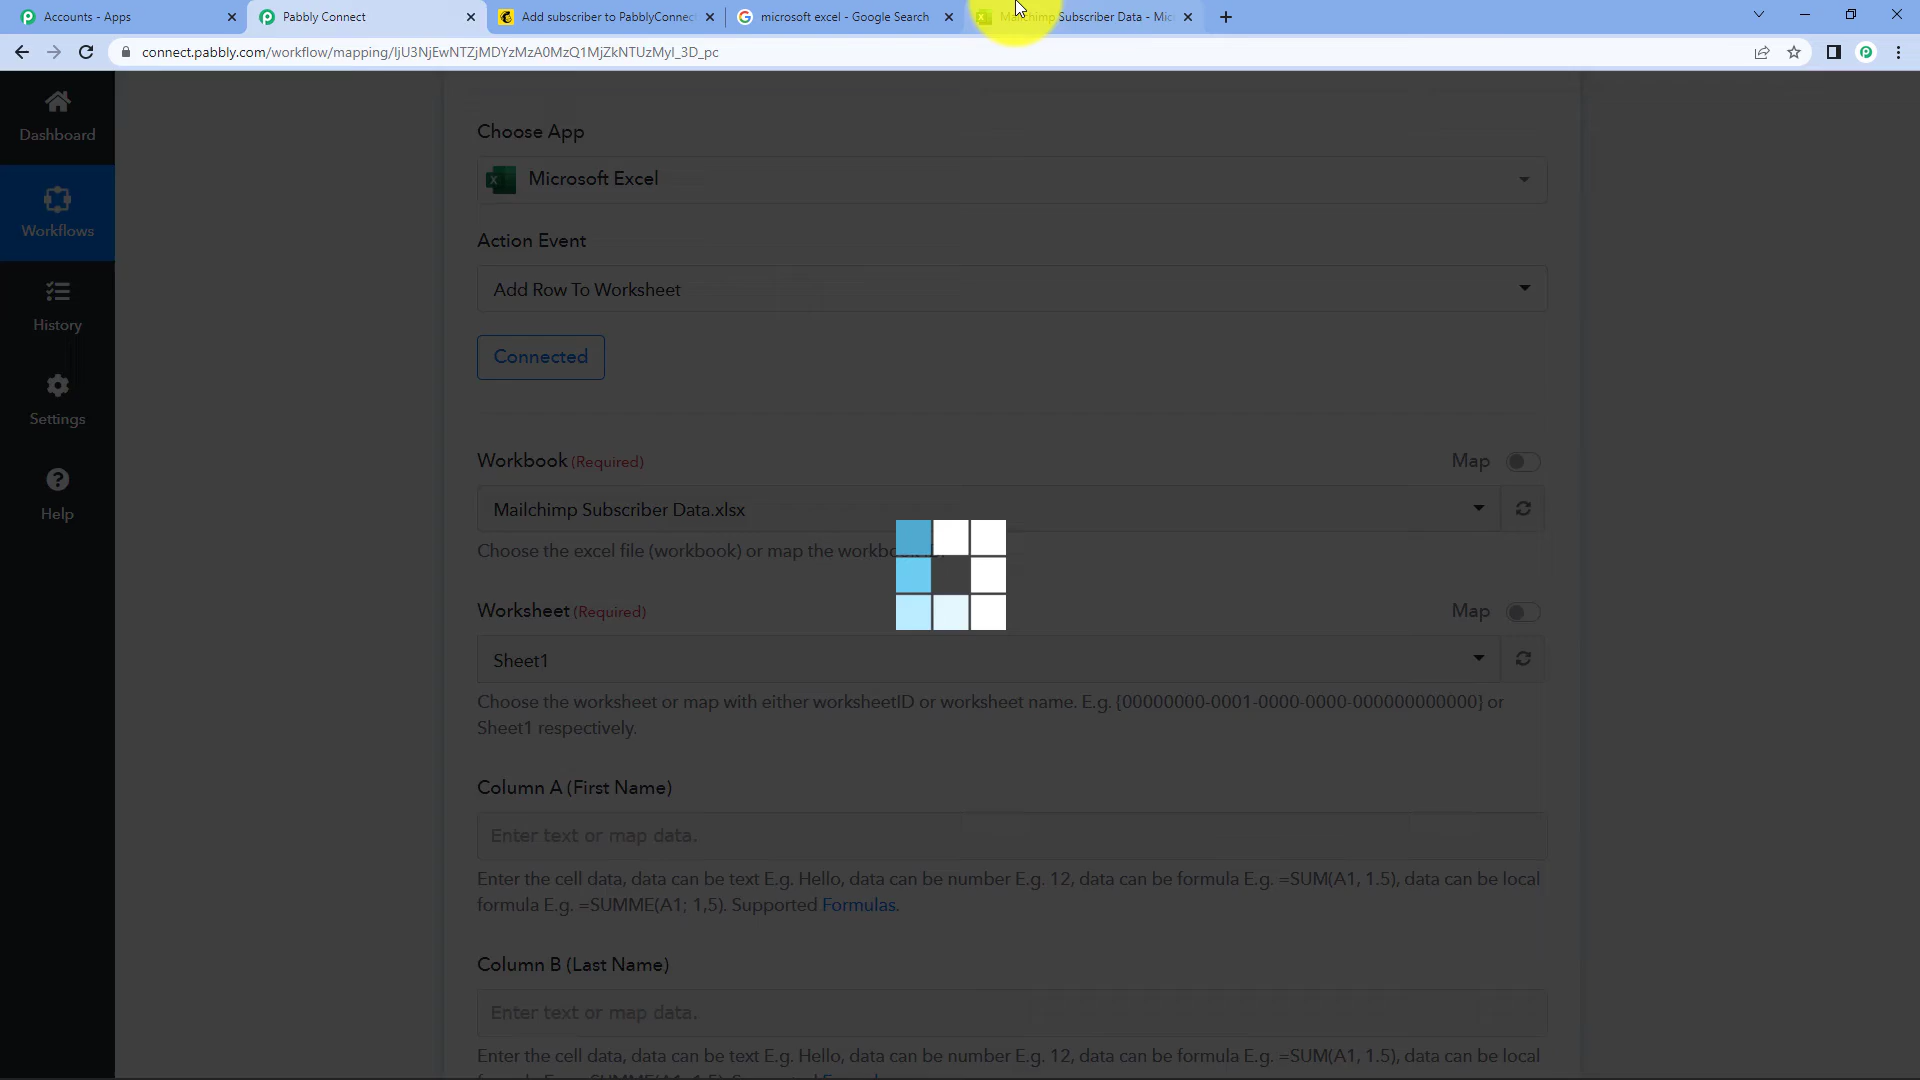 Accounts - Apps
Pabbly Connect
Add subscriber to PabblyConnec
microsoft excel - Google Search
Mailchimp Subscriber Data - Mic
connect.pabbly.com/workflow/mapping/IjU3NjEwNTZjMDYzMzA0MzQ1MjZkNTUzMyI_3D_pc
Dashboard
Workflows
History
Settings
Help
Choose App
Microsoft Excel
Action Event
Add Row To Worksheet
Connected
Workbook (Required)
Map
Mailchimp Subscriber Data.xlsx
Choose the excel file (workbook) or map the workbo
Worksheet (Required)
Map
Sheet1
Choose the worksheet or map with either worksheetID or worksheet name. E.g. {00000000-0001-0000-0000-000000000000} or
Sheet1 respectively.
Column A (First Name)
Enter text or map data.
Enter the cell data, data can be text E.g. Hello, data can be number E.g. 12, data can be formula E.g. =SUM(A1, 1.5), data can be local
formula E.g. =SUMME(A1; 1,5). Supported Formulas.
Column B (Last Name)
Enter text or map data.
Enter the cell data, data can be text E.g. Hello, data can be number E.g. 12, data can be formula E.g. =SUM(A1, 1.5), data can be local